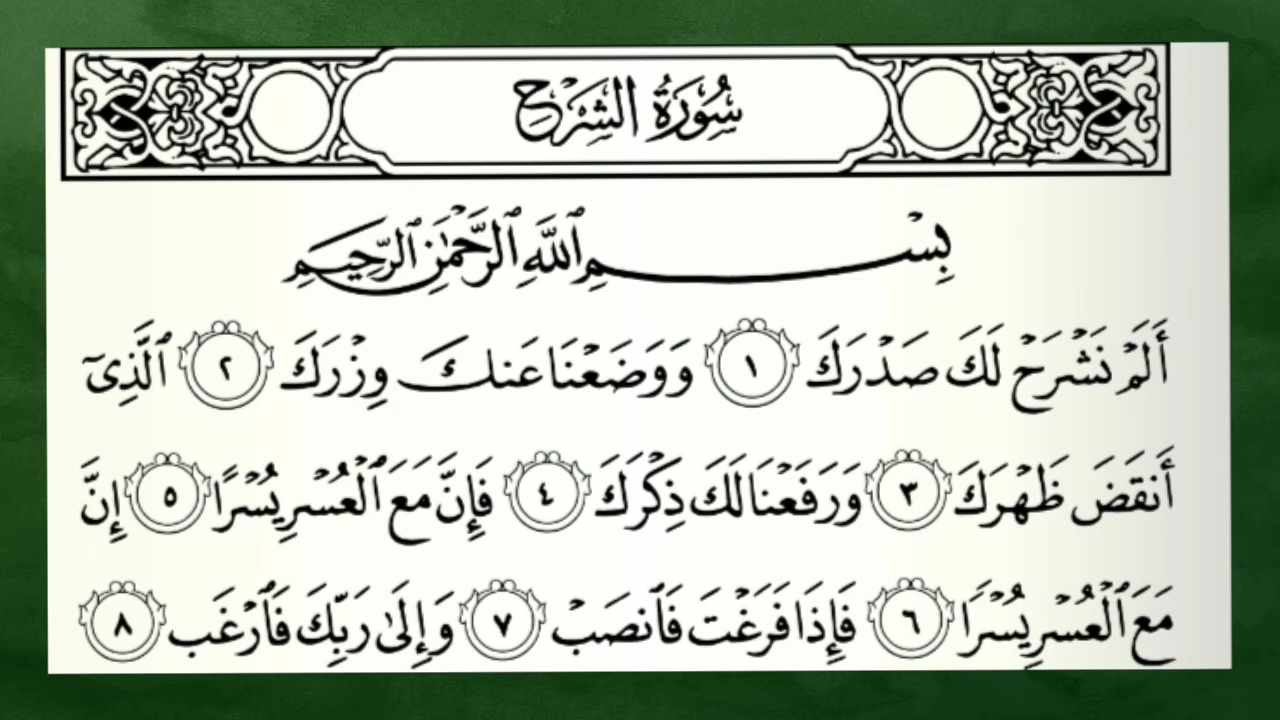 سُورَةُ الشَّرْحِ
بِسْمِ ٱللَّهِ ٱلرَّحْمَٰنِ ٱلرَّحِيمِ
أَلَمْ نَشْرَحْ لَكَ صَدْرَكَ ١ وَوَضَعْنَا عَنكَ وِزْرَكَ ٢ ٱلَّذِىٓ
أَنقَضَ ظَهْرَكَ ٣ وَرَفَعْنَا لَكَ ذِكْرَكَ ٤ فَإِنَّ مَعَ ٱلْعُسْرِ يُسْرًا ٥ إِنَّ
مَعَ ٱلْعُسْرِ يُسْرًا ٦ فَإِذَا فَرَغْتَ فَٱنصَبْ ٧ وَإِلَىٰ رَبِّكَ فَٱرْغَب ٨